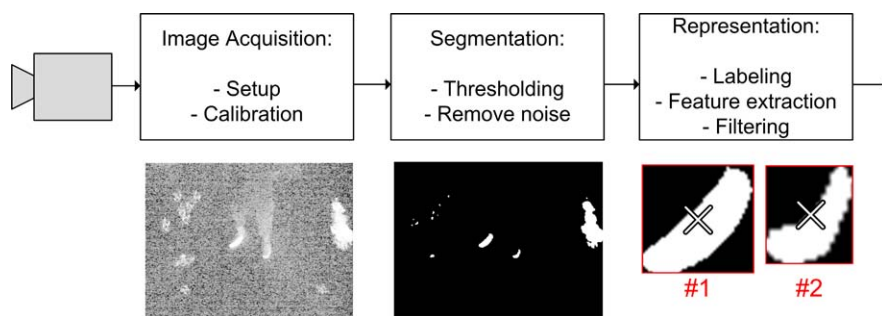 Image Acquisition:
- Setup
- Calibration
Segmentation:
- Thresholding
- Remove noise
Representation:
- Labeling
- Feature extraction
- Filtering
#1
#2